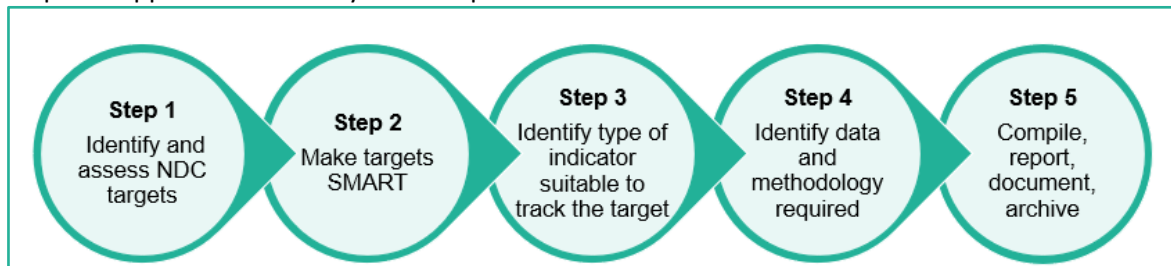 Step 1
Identify and
assess NDC
targets
Step 2
Make targets
SMART
Step 3
Identify type of
indicator
suitable to
track the target
Step 4
Identify data
and
methodology
required
Step 5
Compile,
report,
document,
archive